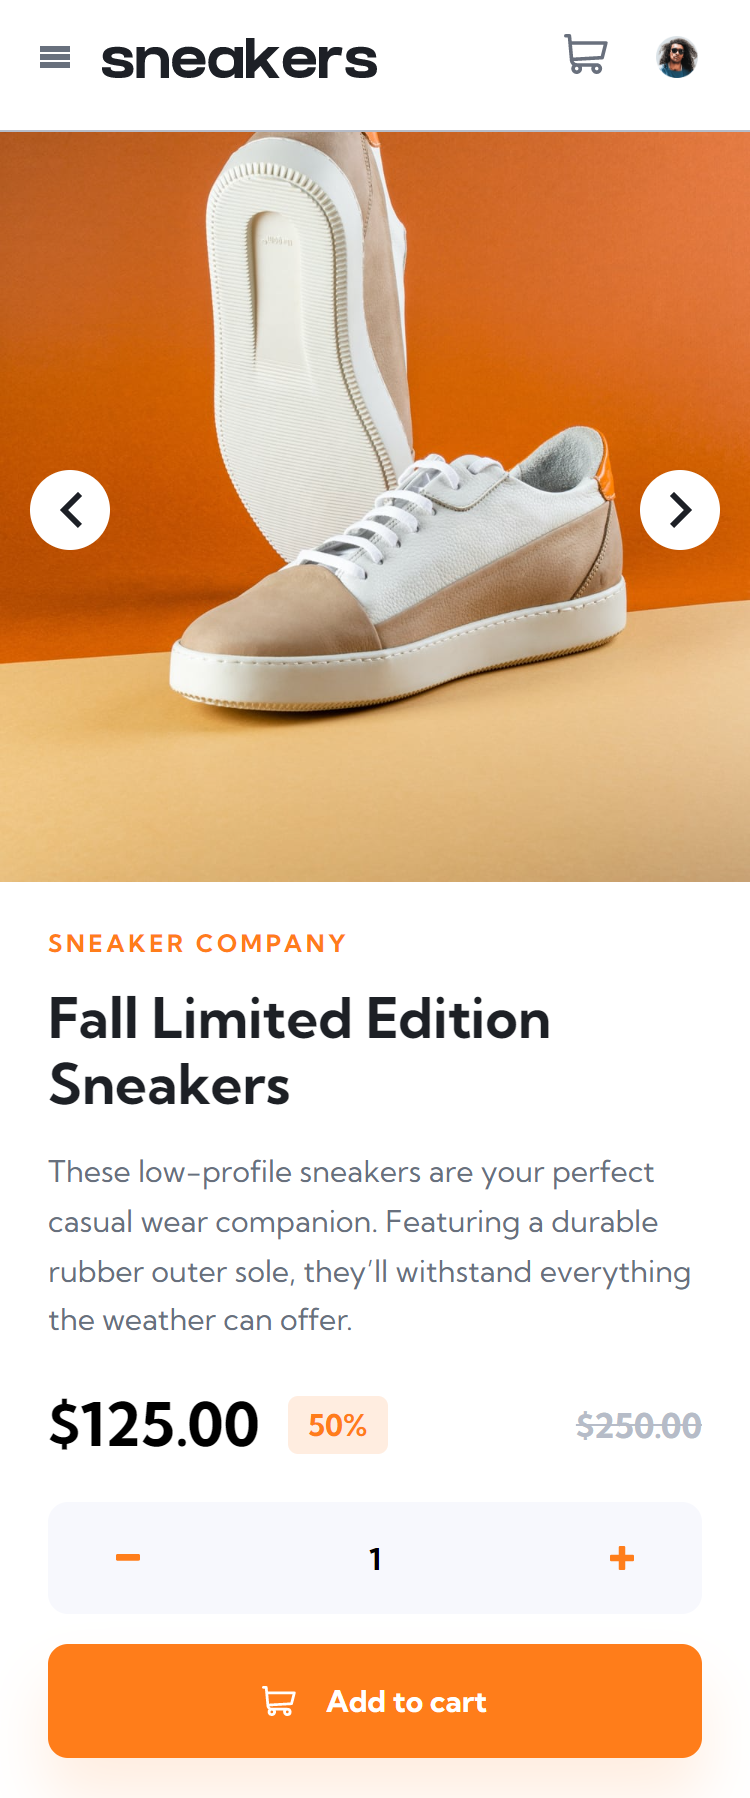 sneakers
SNEAKER COMPANY
Fall Limited Edition
Sneakers
These low-profile sneakers are your perfect
casual wear companion. Featuring a durable
rubber outer sole, they’ll withstand everything
the weather can offer.
$125.00 50% $250.00
1
Add to cart